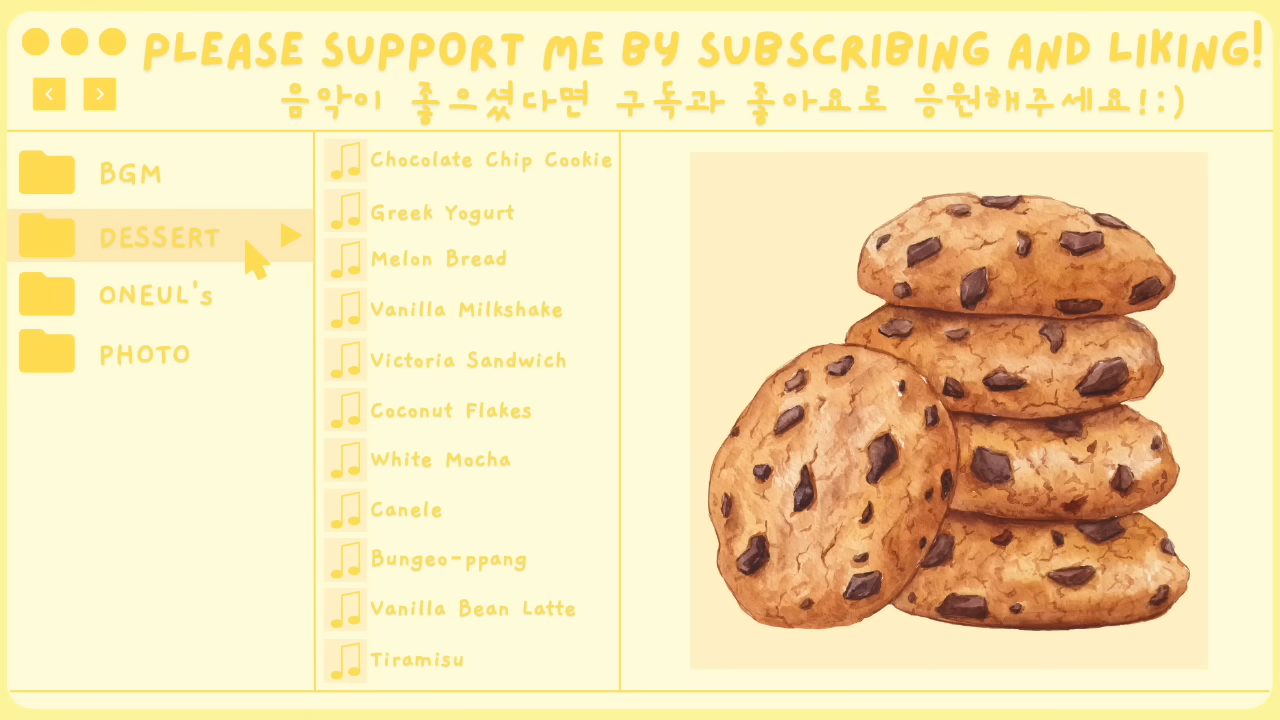 PLEASE SUPPORT ME BY SUBSCRIBING AND LIKING!
음악이 좋으셨다면 구독과 좋아요로 응원해주세요!:)
BGM
DESSERT
ONEUL's
PHOTO
Chocolate Chip Cookie
Greek Yogurt
Melon Bread
Vanilla Milkshake
Victoria Sandwich
Coconut Flakes
White Mocha
Canele
Bungeo-ppang
Vanilla Bean Latte
Tiramisu